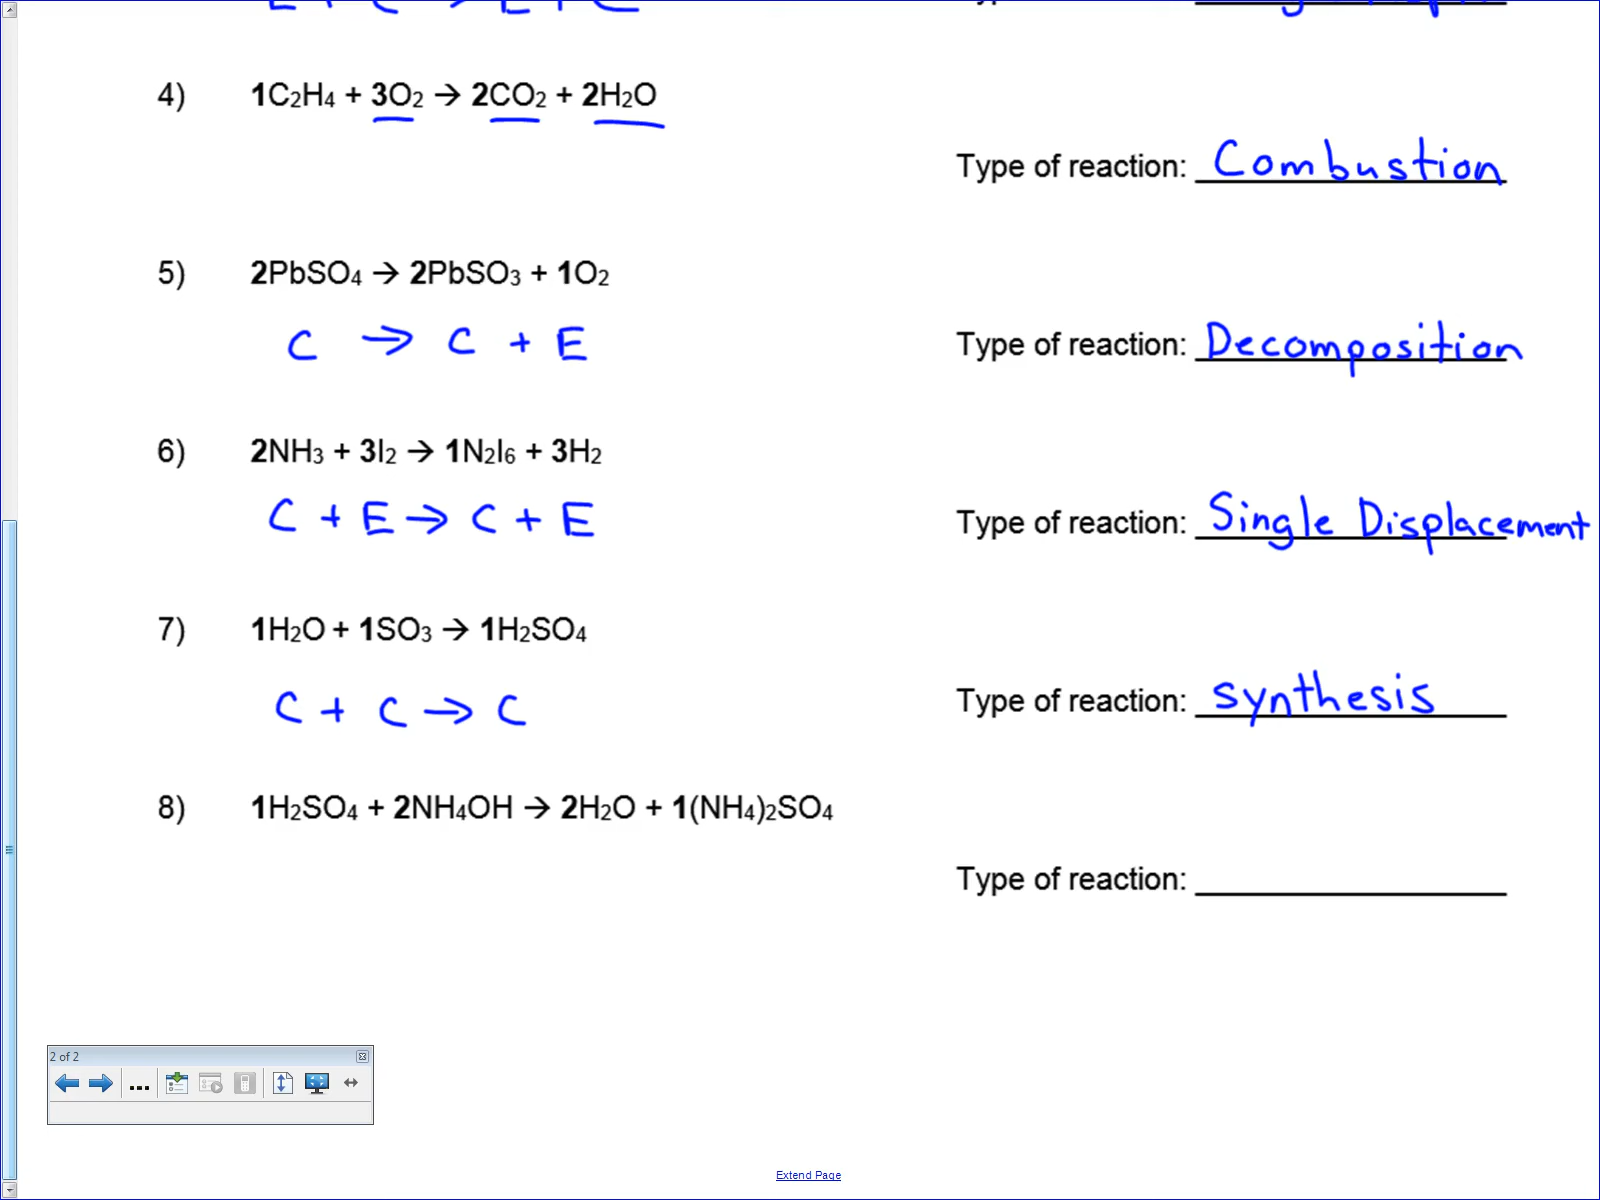 E + C → E + C
4) 1C2H4 + 3O2 → 2CO2 + 2H2O
Type of reaction: Combustion
5) 2PbSO4 → 2PbSO3 + 1O2
C → C + E
Type of reaction: Decomposition
6) 2NH3 + 3I2 → 1N2I6 + 3H2
C + E → C + E
Type of reaction: Single Displacement
7) 1H2O + 1SO3 → 1H2SO4
C + C → C
Type of reaction: synthesis
8) 1H2SO4 + 2NH4OH → 2H2O + 1(NH4)2SO4
Type of reaction:
2 of 2
Extend Page